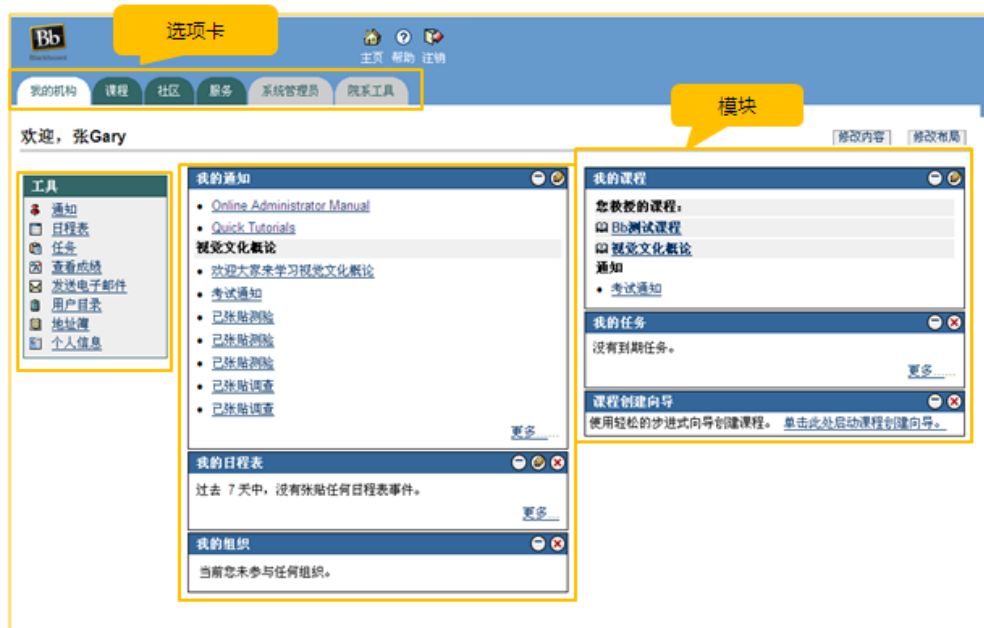 选项卡
Bb
Blackboard
主页 帮助 注销
我的机构 课程 社区 服务 系统管理员 院系工具
模块
欢迎，张Gary
修改内容 修改布局
工具
通知
日程表
任务
查看成绩
发送电子邮件
用户目录
地址簿
个人信息
我的通知
Online Administrator Manual
Quick Tutorials
视觉文化概论
欢迎大家来学习视觉文化概论
考试通知
已张贴测验
已张贴测验
已张贴测验
已张贴调查
已张贴调查
更多......
我的日程表
过去 7 天中，没有张贴任何日程表事件。
更多...
我的组织
当前您未参与任何组织。
我的课程
您教授的课程：
Bb测试课程
视觉文化概论
通知
考试通知
我的任务
没有到期任务。
更多......
课程创建向导
使用轻松的步进式向导创建课程。 单击此处启动课程创建向导。